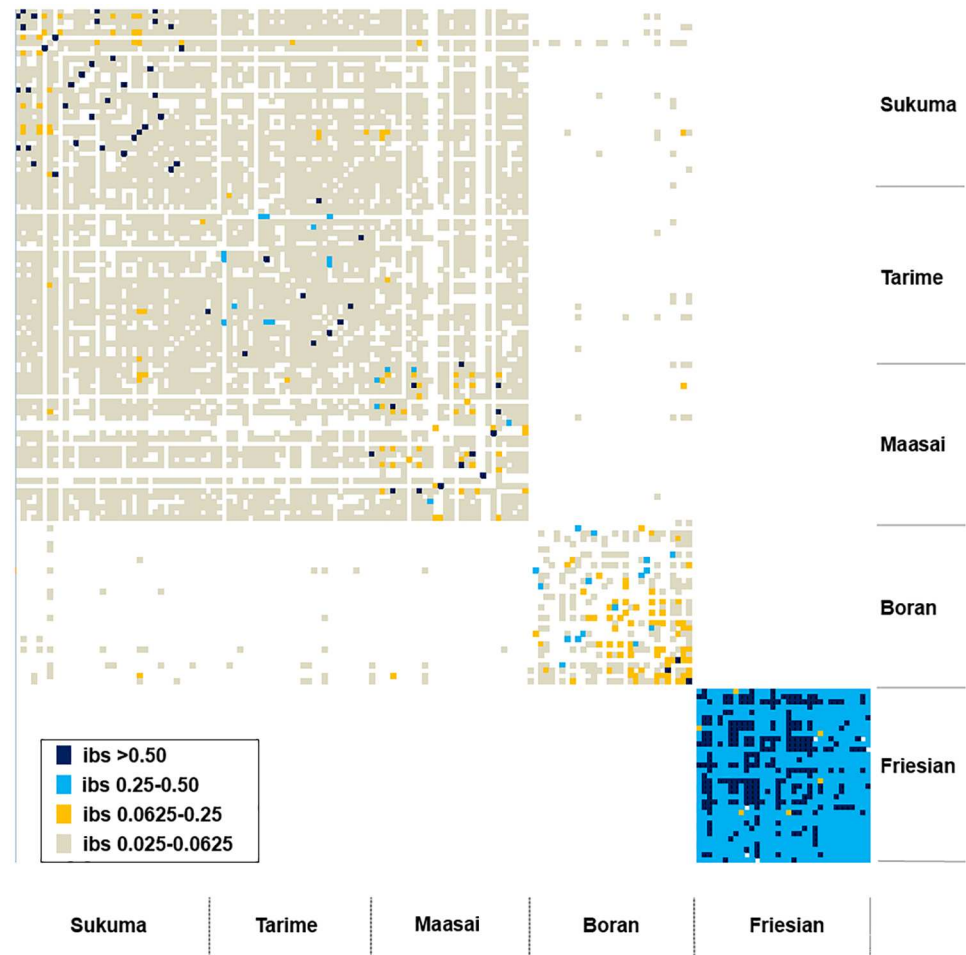 Sukuma
Tarime
Maasai
Boran
Friesian
ibs >0.50
ibs 0.25-0.50
ibs 0.0625-0.25
ibs 0.025-0.0625
Sukuma Tarime Maasai Boran Friesian